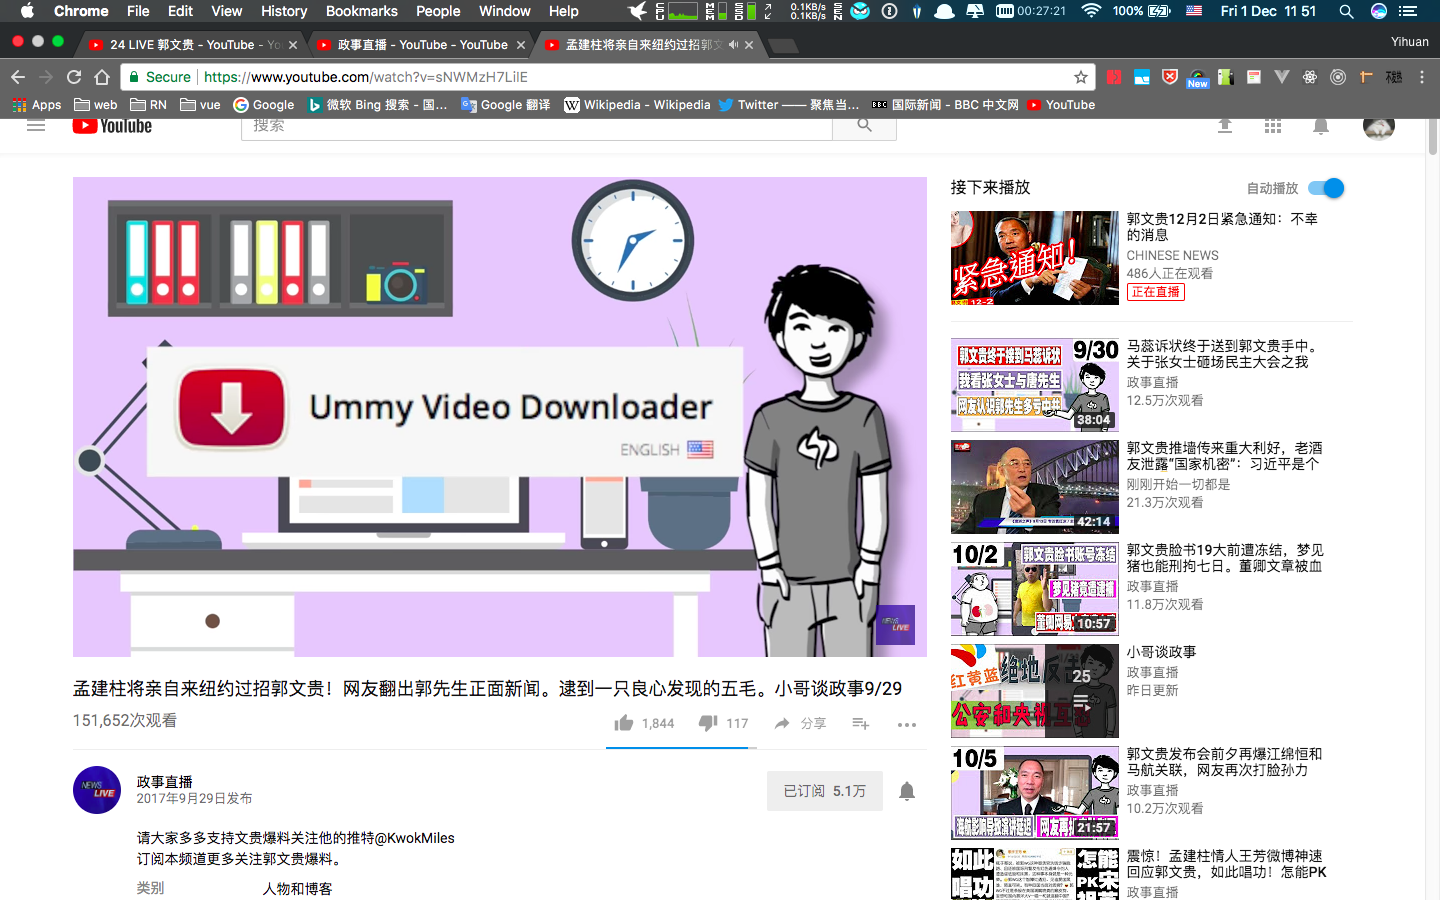 Chrome File Edit View History Bookmarks People Window Help
0.1KB/s
0.1KB/s
00:27:21
100%
Fri 1 Dec 11 51
24 LIVE 郭文贵 - YouTube - Yo
政事直播 - YouTube - YouTube
孟建柱将亲自来纽约过招郭文
Yihuan
Secure
https://www.youtube.com/watch?v=sNWMzH7LilE
New
Apps
web
RN
vue
Google
微软 Bing 搜索 - 国...
Google 翻译
Wikipedia - Wikipedia
Twitter —— 聚焦当...
BBC 国际新闻 - BBC 中文网
YouTube
YouTube
搜索
Ummy Video Downloader
ENGLISH
NEWS
LIVE
孟建柱将亲自来纽约过招郭文贵！网友翻出郭先生正面新闻。逮到一只良心发现的五毛。小哥谈政事9/29
151,652次观看
1,844
117
分享
NEWS
LIVE
政事直播
2017年9月29日发布
已订阅 5.1万
请大家多多支持文贵爆料关注他的推特@KwokMiles
订阅本频道更多关注郭文贵爆料。
类别
人物和博客
接下来播放
自动播放
紧急通知!
12-2
郭文贵12月2日紧急通知：不幸
的消息
CHINESE NEWS
486人正在观看
正在直播
郭文贵终于接到马蕊诉状
9/30
我看张女士与唐先生
网友认识郭先生多亏中共
38:04
马蕊诉状终于送到郭文贵手中。
关于张女士砸场民主大会之我
政事直播
12.5万次观看
42:14
郭文贵推墙传来重大利好，老酒
友泄露“国家机密”：习近平是个
刚刚开始一切都是
21.3万次观看
10/2
郭文贵脸书账号冻结
梦见猪竟遭逮捕
10:57
郭文贵脸书19大前遭冻结，梦见
猪也能刑拘七日。董卿文章被血
政事直播
11.8万次观看
红黄蓝
绝地反
公安和央视互
25
小哥谈政事
政事直播
昨日更新
10/5
21:57
郭文贵发布会前夕再爆江绵恒和
马航关联，网友再次打脸孙力
政事直播
10.2万次观看
如此
唱功
怎能
PK
震惊！孟建柱情人王芳微博神速
回应郭文贵，如此唱功！怎能PK
政事直播